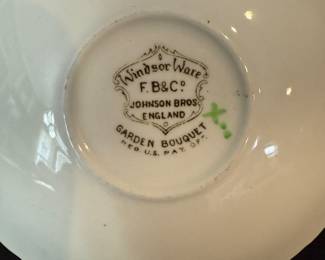 Windsor Ware
F. B & Cº
JOHNSON BROS
ENGLAND
GARDEN BOUQUET
REG. U.S. PAT. OFF.